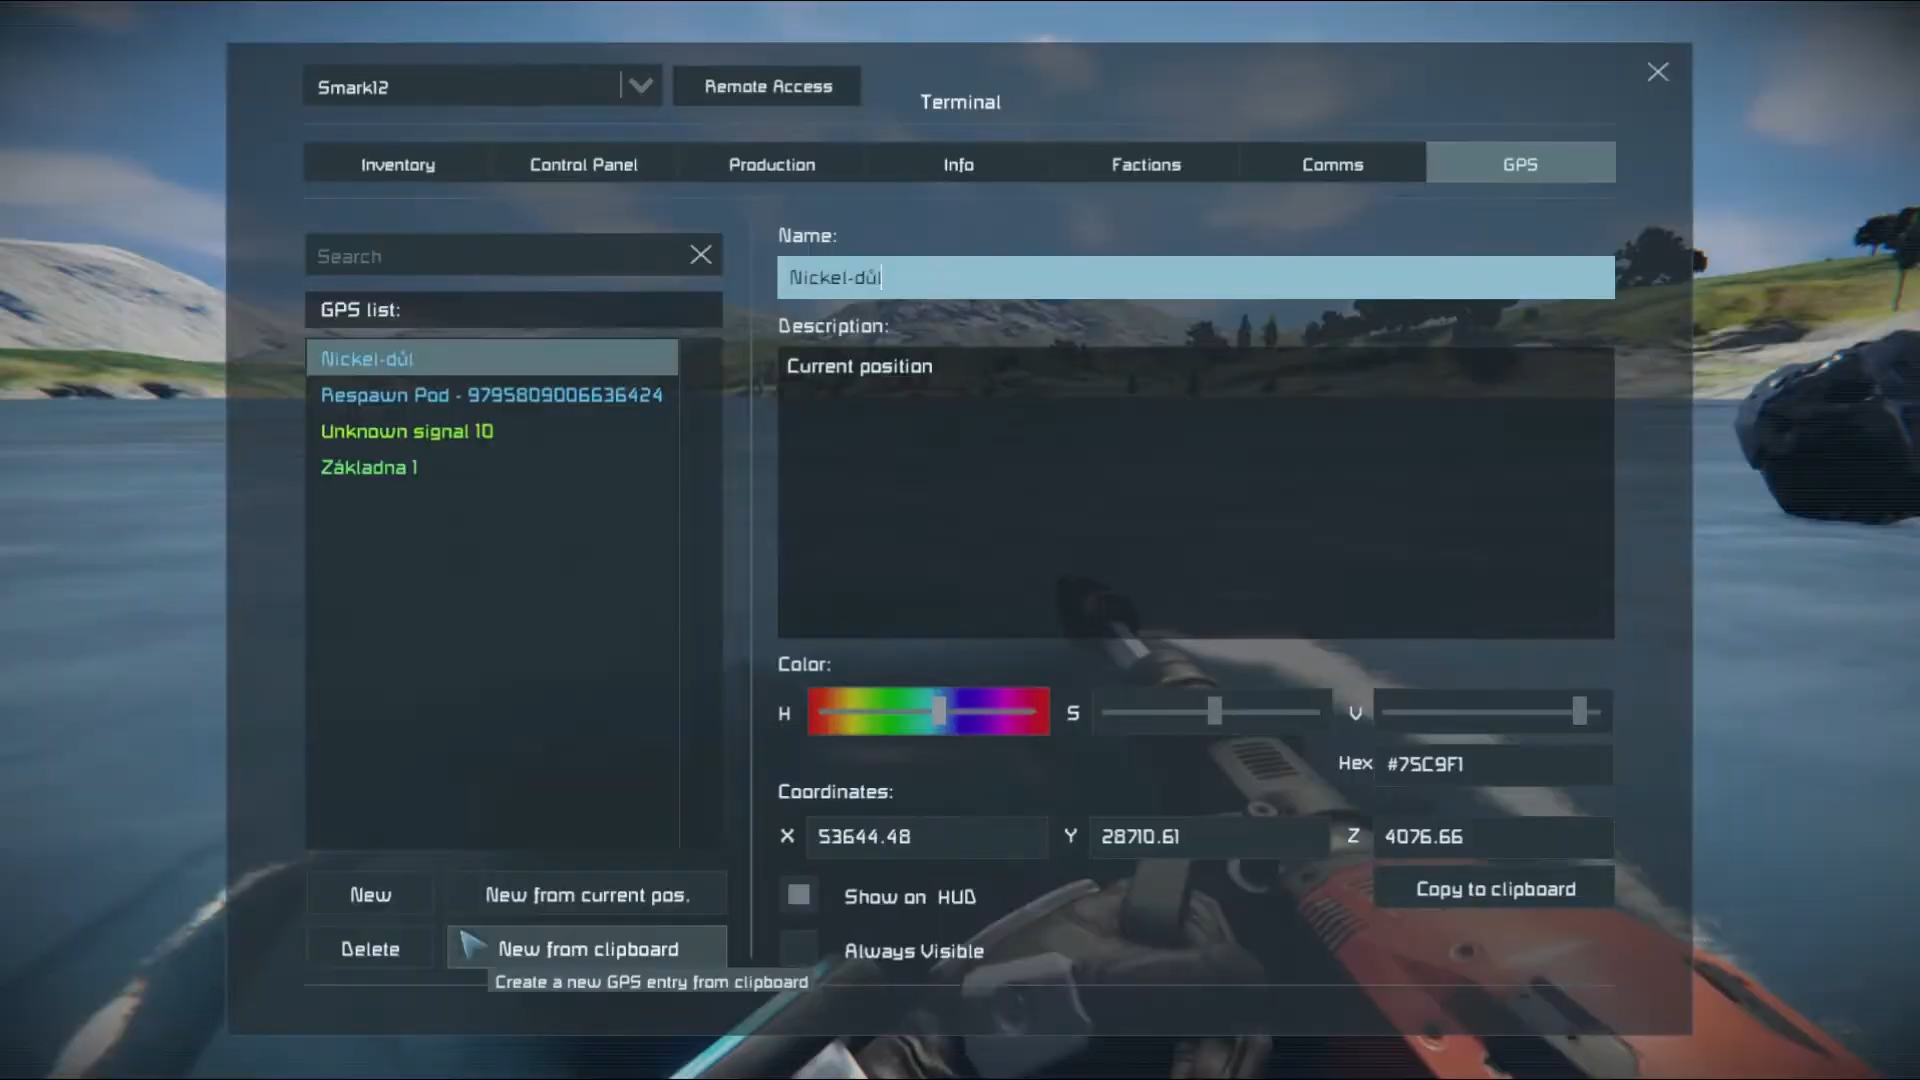 Smark12
Remote Access
Terminal
Inventory
Control Panel
Production
Info
Factions
Comms
GPS
Search
GPS list:
Nickel-důl
Respawn Pod - 9795809006636424
Unknown signal 10
Základna 1
New
New from current pos.
Delete
New from clipboard
Create a new GPS entry from clipboard
Name:
Nickel-důl
Description:
Current position
Color:
H
S
V
Hex #75C9F1
Coordinates:
X 53644.48
Y 28710.61
Z 4076.66
Show on HUD
Copy to clipboard
Always Visible